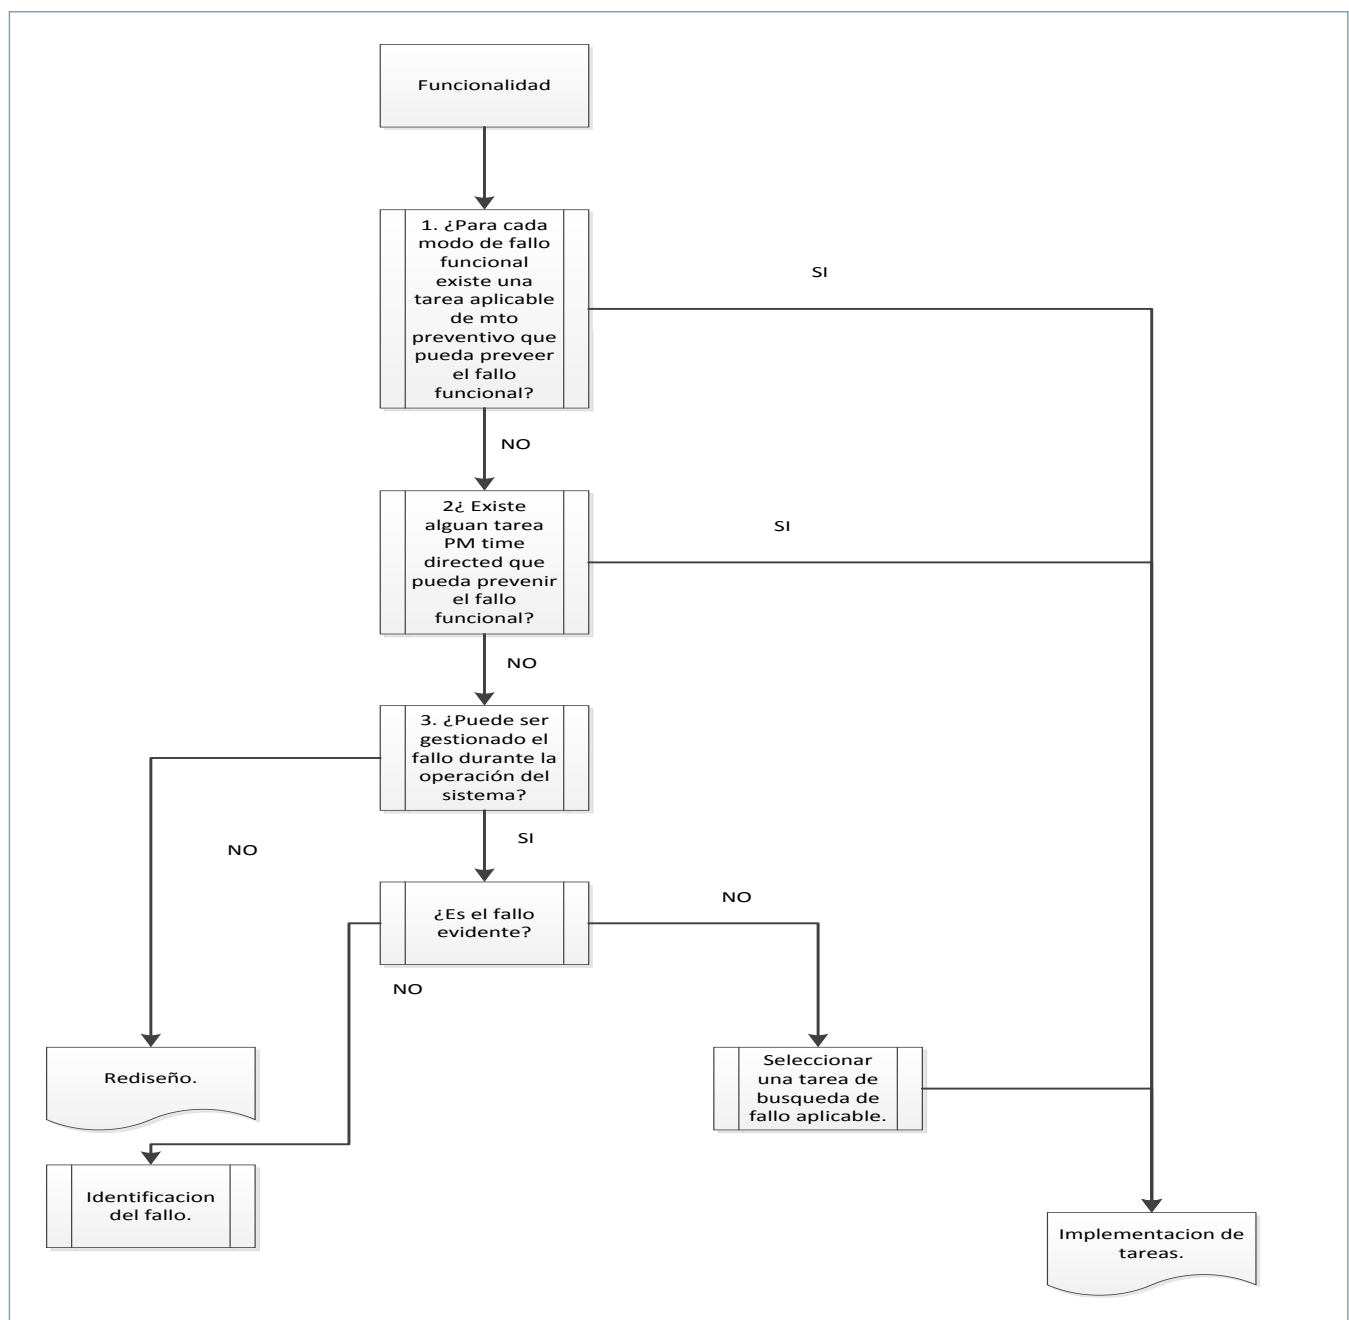 Funcionalidad
1. ¿Para cada
modo de fallo
funcional
existe una
tarea aplicable
de mto
preventivo que
pueda preveer
el fallo
funcional?
SI
NO
2¿ Existe
alguan tarea
PM time
directed que
pueda prevenir
el fallo
funcional?
SI
NO
3. ¿Puede ser
gestionado el
fallo durante la
operación del
sistema?
NO
SI
¿Es el fallo
evidente?
NO
NO
Rediseño.
Seleccionar
una tarea de
busqueda de
fallo aplicable.
Identificacion
del fallo.
Implementacion de
tareas.